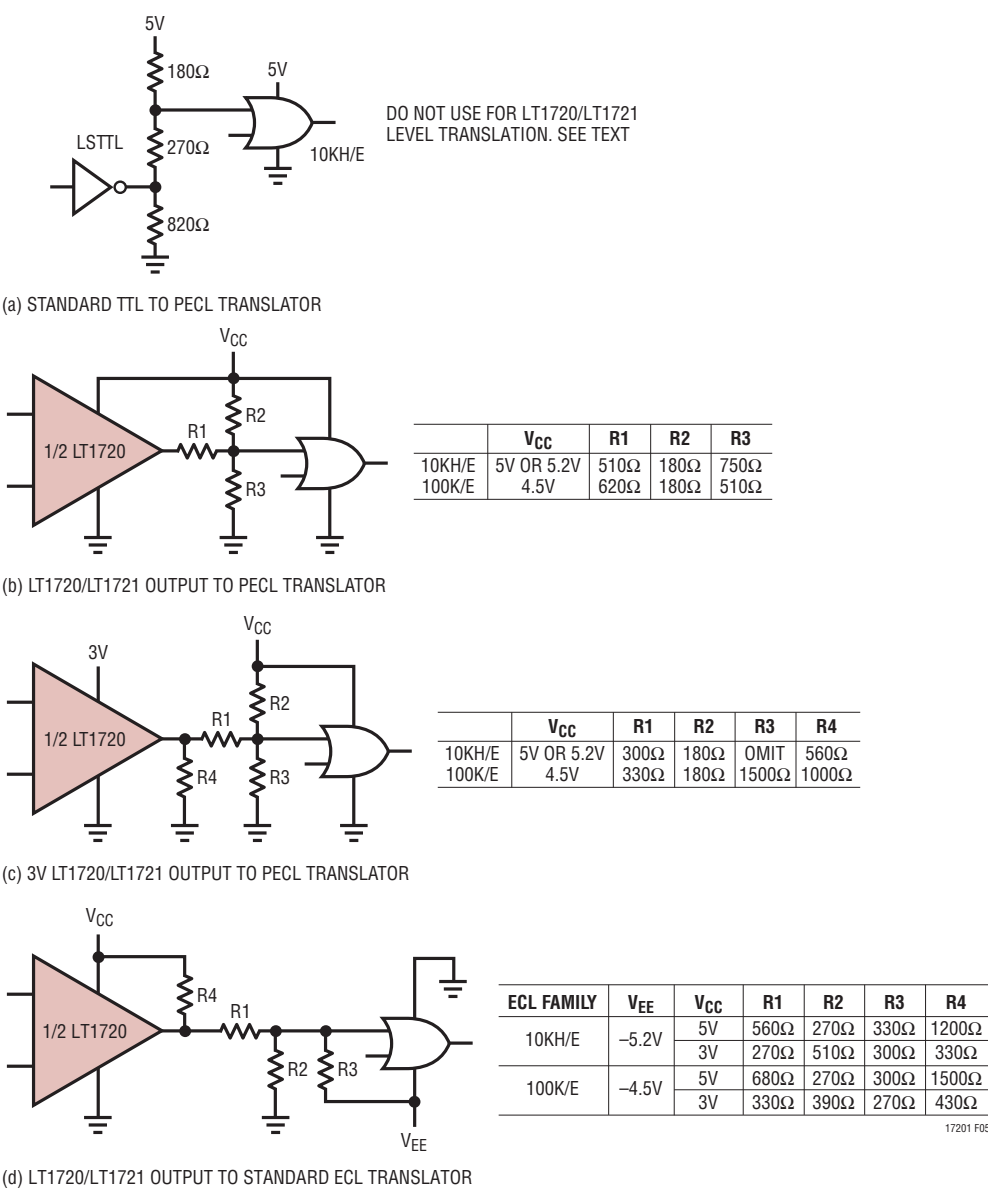 5V
180Ω
5V
DO NOT USE FOR LT1720/LT1721
LEVEL TRANSLATION. SEE TEXT
LSTTL
270Ω
10KH/E
820Ω
(a) STANDARD TTL TO PECL TRANSLATOR
VCC
R2
R1
1/2 LT1720
R3
VCC R1 R2 R3
10KH/E 5V OR 5.2V 510Ω 180Ω 750Ω
100K/E 4.5V 620Ω 180Ω 510Ω
(b) LT1720/LT1721 OUTPUT TO PECL TRANSLATOR
VCC
3V
R2
R1
1/2 LT1720
R4
R3
VCC R1 R2 R3 R4
10KH/E 5V OR 5.2V 300Ω 180Ω OMIT 560Ω
100K/E 4.5V 330Ω 180Ω 1500Ω 1000Ω
(c) 3V LT1720/LT1721 OUTPUT TO PECL TRANSLATOR
VCC
R4
R1
1/2 LT1720
R2
R3
VEE
ECL FAMILY VEE VCC R1 R2 R3 R4
10KH/E –5.2V 5V 560Ω 270Ω 330Ω 1200Ω
3V 270Ω 510Ω 300Ω 330Ω
100K/E –4.5V 5V 680Ω 270Ω 300Ω 1500Ω
3V 330Ω 390Ω 270Ω 430Ω
17201 F05
(d) LT1720/LT1721 OUTPUT TO STANDARD ECL TRANSLATOR